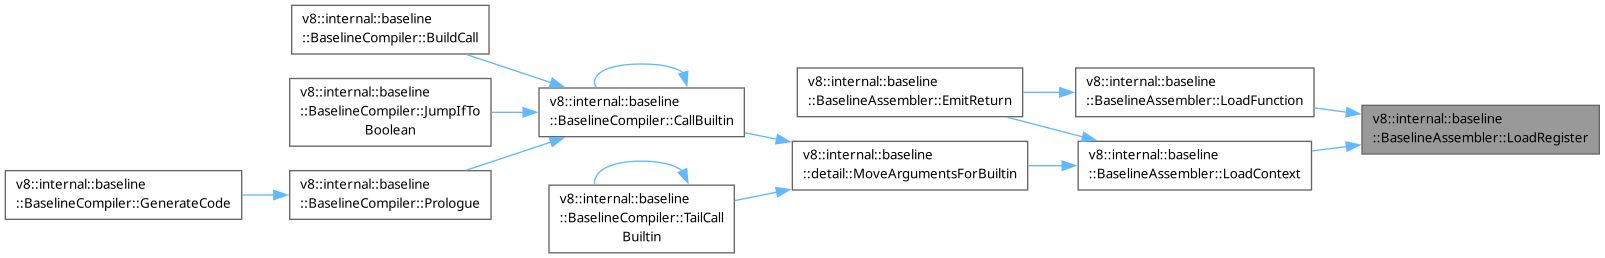 v8::internal::baseline
::BaselineCompiler::BuildCall
v8::internal::baseline
::BaselineCompiler::JumpIfTo
Boolean
v8::internal::baseline
::BaselineCompiler::GenerateCode
v8::internal::baseline
::BaselineCompiler::Prologue
v8::internal::baseline
::BaselineCompiler::CallBuiltin
v8::internal::baseline
::BaselineCompiler::TailCall
Builtin
v8::internal::baseline
::BaselineAssembler::EmitReturn
v8::internal::baseline
::detail::MoveArgumentsForBuiltin
v8::internal::baseline
::BaselineAssembler::LoadFunction
v8::internal::baseline
::BaselineAssembler::LoadContext
v8::internal::baseline
::BaselineAssembler::LoadRegister